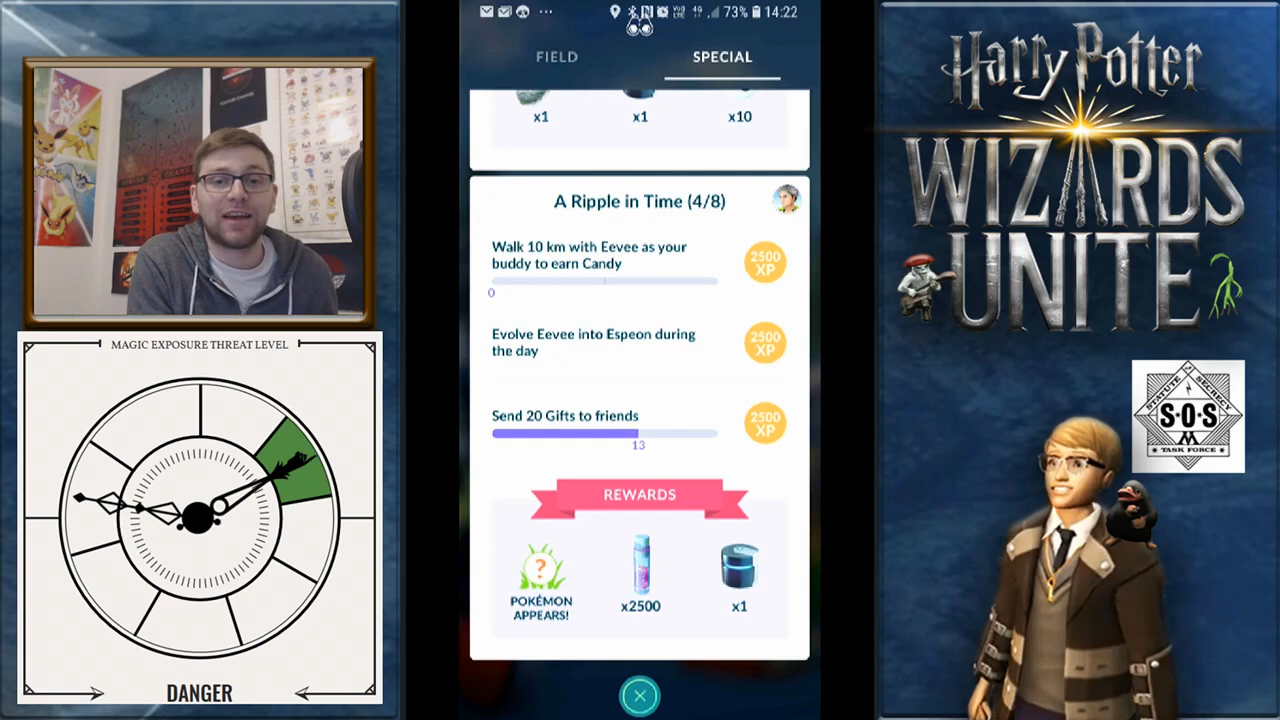 73% 14:22
FIELD
SPECIAL
x1
x1
x10
A Ripple in Time (4/8)
Walk 10 km with Eevee as your
buddy to earn Candy
2500
XP
0
Evolve Eevee into Espeon during
the day
2500
XP
Send 20 Gifts to friends
2500
XP
13
REWARDS
?
POKÉMON
APPEARS!
x2500
x1
MAGIC EXPOSURE THREAT LEVEL
DANGER
Harry Potter
WIZARDS
UNITE
STATUTE OF SECRECY
S·O·S
TASK FORCE